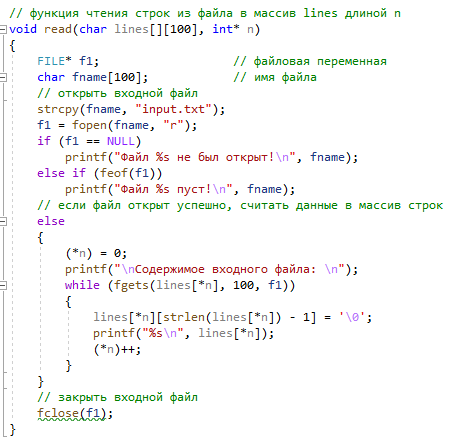 // функция чтения строк из файла в массив lines длиной n
void read(char lines[][100], int* n)
{
FILE* f1; // файловая переменная
char fname[100]; // имя файла
// открыть входной файл
strcpy(fname, "input.txt");
f1 = fopen(fname, "r");
if (f1 == NULL)
printf("Файл %s не был открыт!\n", fname);
else if (feof(f1))
printf("Файл %s пуст!\n", fname);
// если файл открыт успешно, считать данные в массив строк
else
{
(*n) = 0;
printf("\nСодержимое входного файла: \n");
while (fgets(lines[*n], 100, f1))
{
lines[*n][strlen(lines[*n]) - 1] = '\0';
printf("%s\n", lines[*n]);
(*n)++;
}
}
// закрыть входной файл
fclose(f1);
}